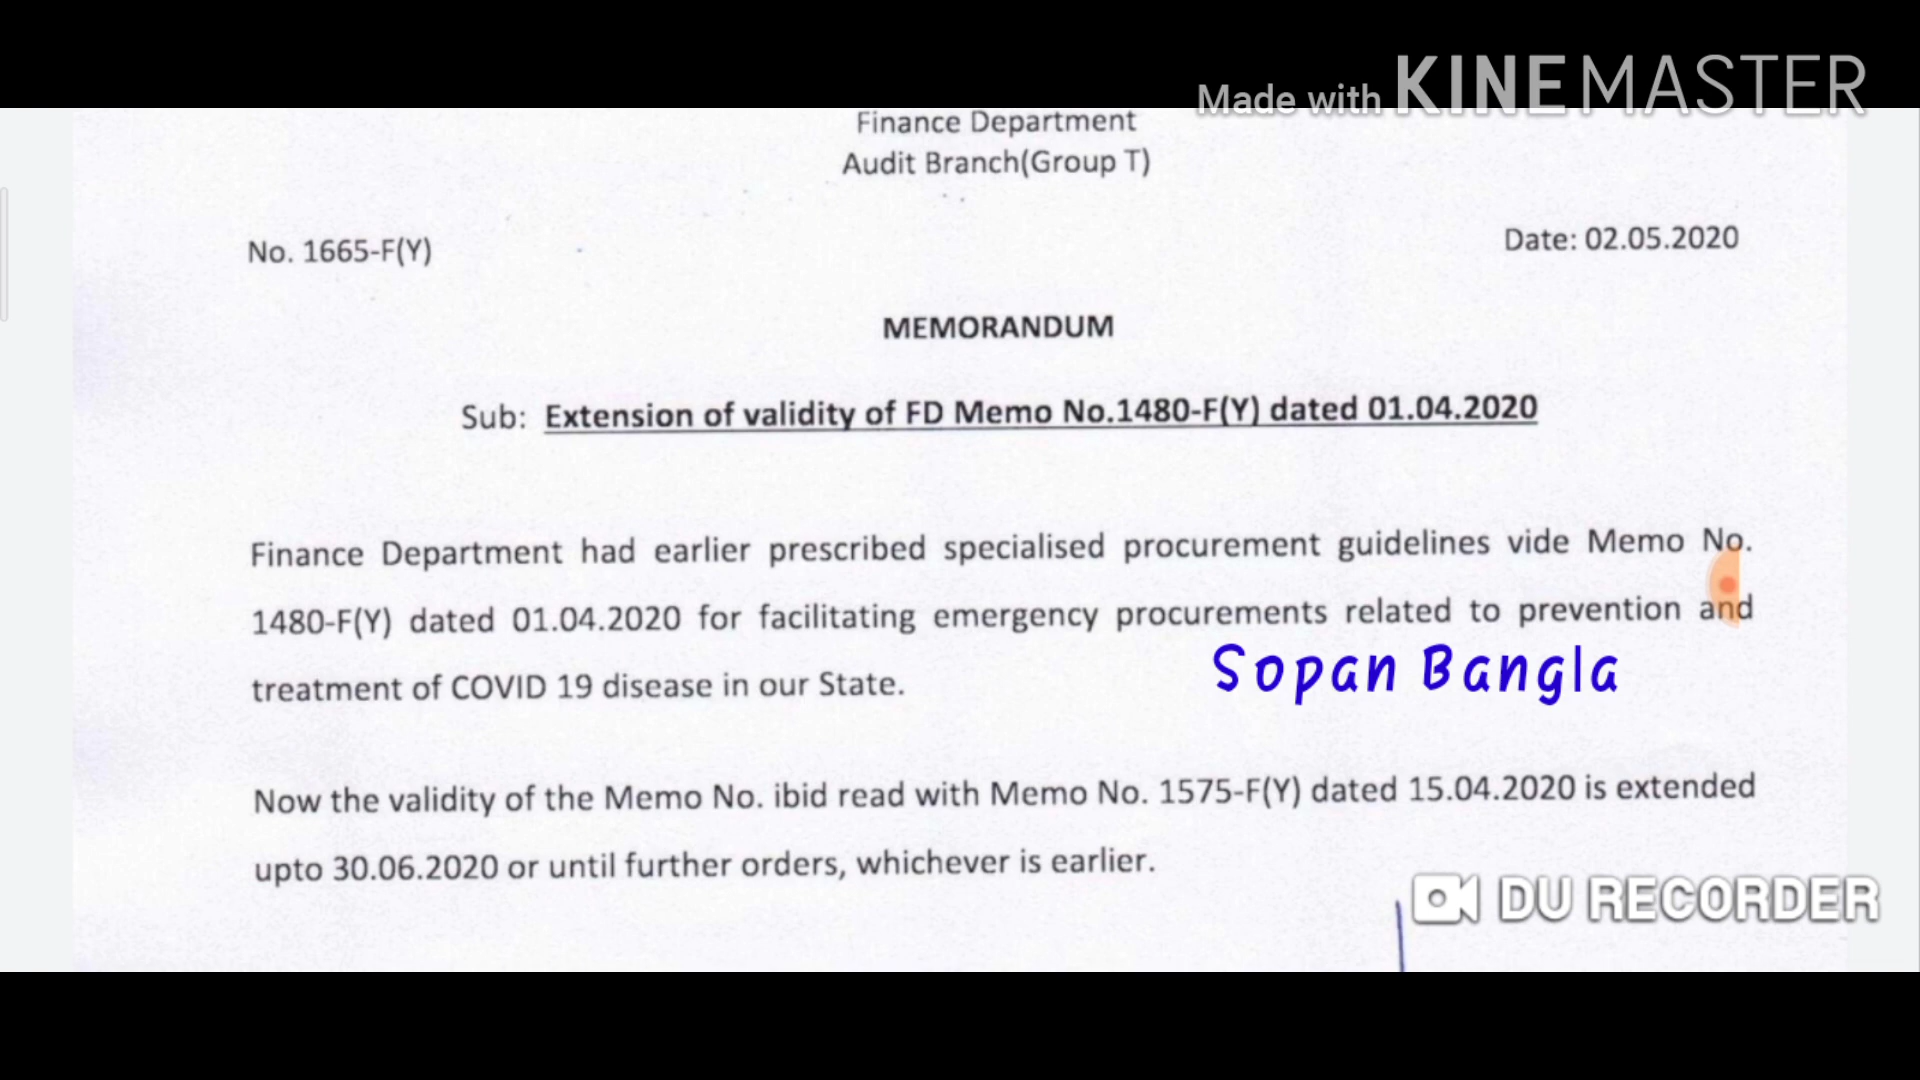 Made with KINEMASTER
Finance Department
Audit Branch(Group T)
No. 1665-F(Y)
Date: 02.05.2020
MEMORANDUM
Sub: Extension of validity of FD Memo No.1480-F(Y) dated 01.04.2020
Finance Department had earlier prescribed specialised procurement guidelines vide Memo No.
1480-F(Y) dated 01.04.2020 for facilitating emergency procurements related to prevention and
treatment of COVID 19 disease in our State.
Sopan Bangla
Now the validity of the Memo No. ibid read with Memo No. 1575-F(Y) dated 15.04.2020 is extended
upto 30.06.2020 or until further orders, whichever is earlier.
DU RECORDER